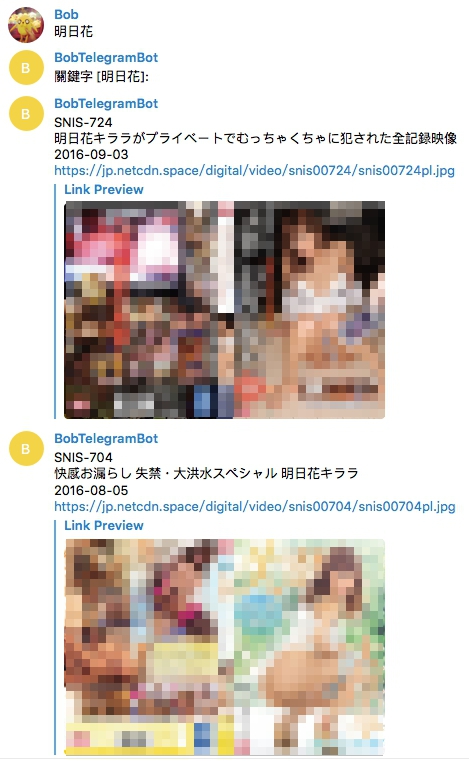 Bob
明日花
B
BobTelegramBot
關鍵字 [明日花]:
B
BobTelegramBot
SNIS-724
明日花キララがプライベートでむっちゃくちゃに犯された全記録映像
2016-09-03
https://jp.netcdn.space/digital/video/snis00724/snis00724pl.jpg
Link Preview
B
BobTelegramBot
SNIS-704
快感お漏らし 失禁・大洪水スペシャル 明日花キララ
2016-08-05
https://jp.netcdn.space/digital/video/snis00704/snis00704pl.jpg
Link Preview